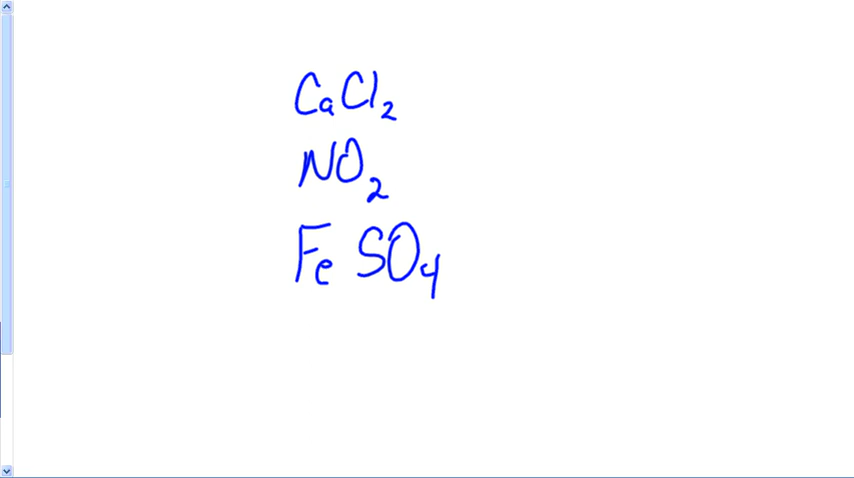 CaCl₂
NO₂
FeSO₄